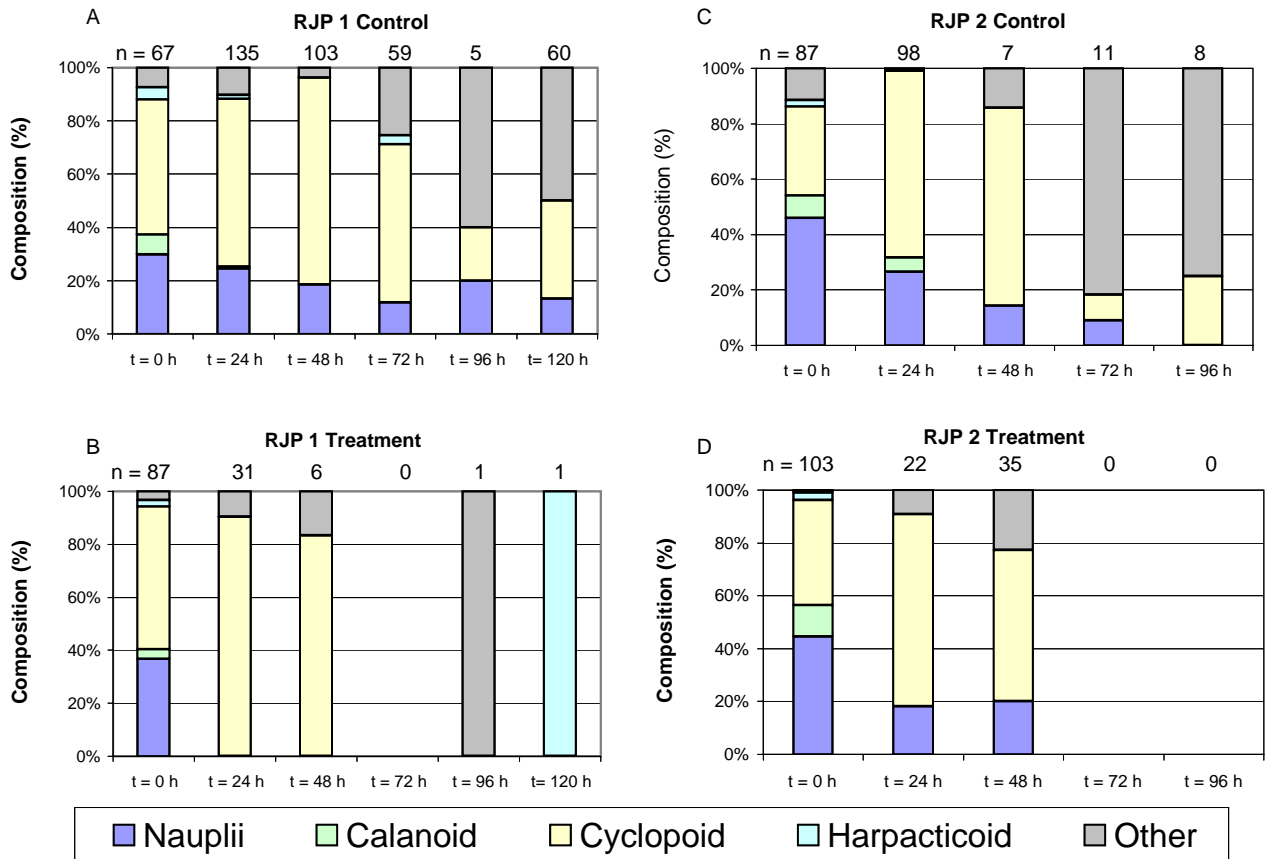 A
RJP 1 Control
n = 67 135 103 59 5 60
100%
80%
60%
40%
20%
0%
Composition (%)
t = 0 h t = 24 h t = 48 h t = 72 h t = 96 h t= 120 h
C
RJP 2 Control
n = 87 98 7 11 8
100%
80%
60%
40%
20%
0%
Composition (%)
t = 0 h t = 24 h t = 48 h t = 72 h t = 96 h
B
RJP 1 Treatment
n = 87 31 6 0 1 1
100%
80%
60%
40%
20%
0%
Composition (%)
t = 0 h t = 24 h t = 48 h t = 72 h t = 96 h t = 120 h
D
RJP 2 Treatment
n = 103 22 35 0 0
100%
80%
60%
40%
20%
0%
Composition (%)
t = 0 h t = 24 h t = 48 h t = 72 h t = 96 h
Nauplii Calanoid Cyclopoid Harpacticoid Other